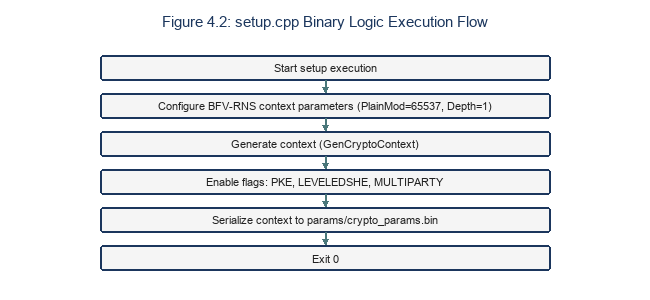 Figure 4.2: setup.cpp Binary Logic Execution Flow
Start setup execution
Configure BFV-RNS context parameters (PlainMod=65537, Depth=1)
Generate context (GenCryptoContext)
Enable flags: PKE, LEVELEDSHE, MULTIPARTY
Serialize context to params/crypto_params.bin
Exit 0